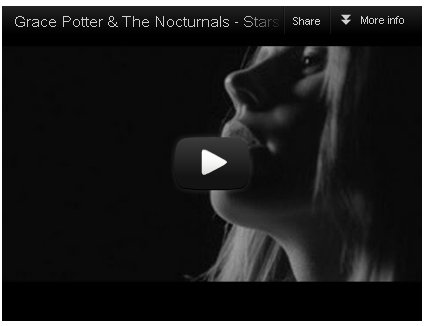 Grace Potter & The Nocturnals - Stars
Share
More info